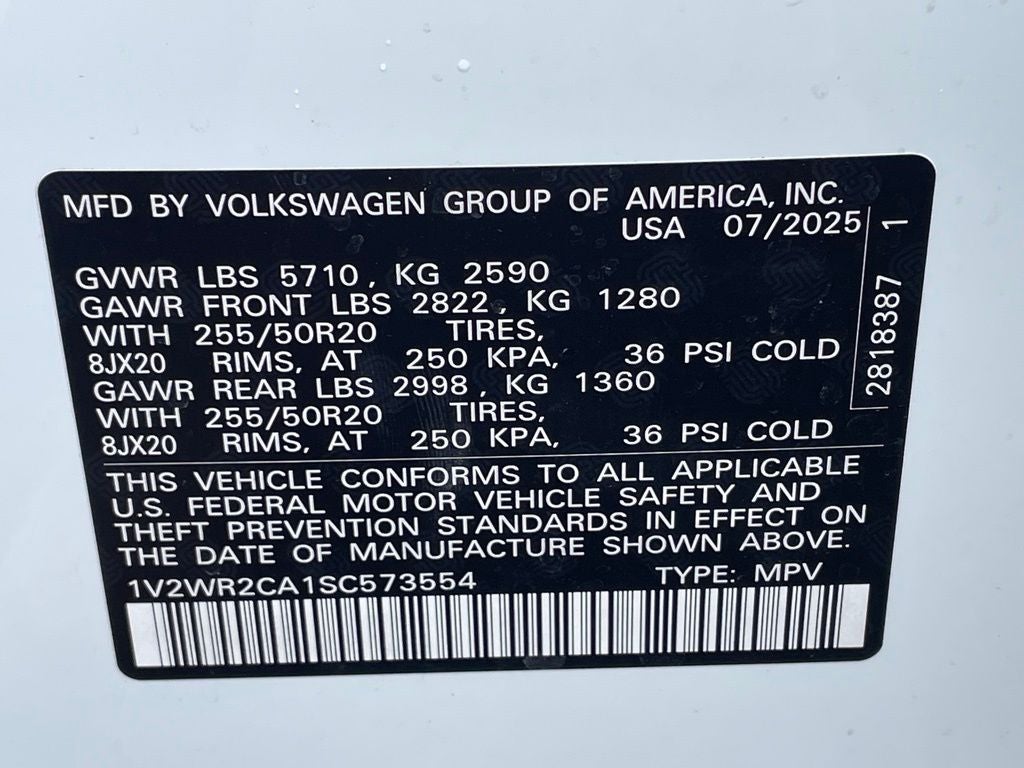 MFD BY VOLKSWAGEN GROUP OF AMERICA, INC.
USA 07/2025
GVWR LBS 5710, KG 2590
GAWR FRONT LBS 2822, KG 1280
WITH 255/50R20 TIRES,
8JX20 RIMS, AT 250 KPA, 36 PSI COLD
GAWR REAR LBS 2998, KG 1360
WITH 255/50R20 TIRES,
8JX20 RIMS, AT 250 KPA, 36 PSI COLD
2818387 1
THIS VEHICLE CONFORMS TO ALL APPLICABLE
U.S. FEDERAL MOTOR VEHICLE SAFETY AND
THEFT PREVENTION STANDARDS IN EFFECT ON
THE DATE OF MANUFACTURE SHOWN ABOVE.
1V2WR2CA1SC573554 TYPE: MPV